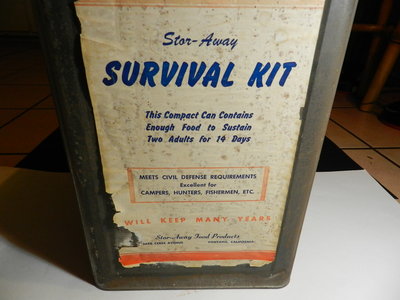 Stor-Away
SURVIVAL KIT
This Compact Can Contains
Enough Food to Sustain
Two Adults for 14 Days
MEETS CIVIL DEFENSE REQUIREMENTS
Excellent for
CAMPERS, HUNTERS, FISHERMEN, ETC.
WILL KEEP MANY YEARS
Stor-Away Food Products
AVENUE CALIFORNIA